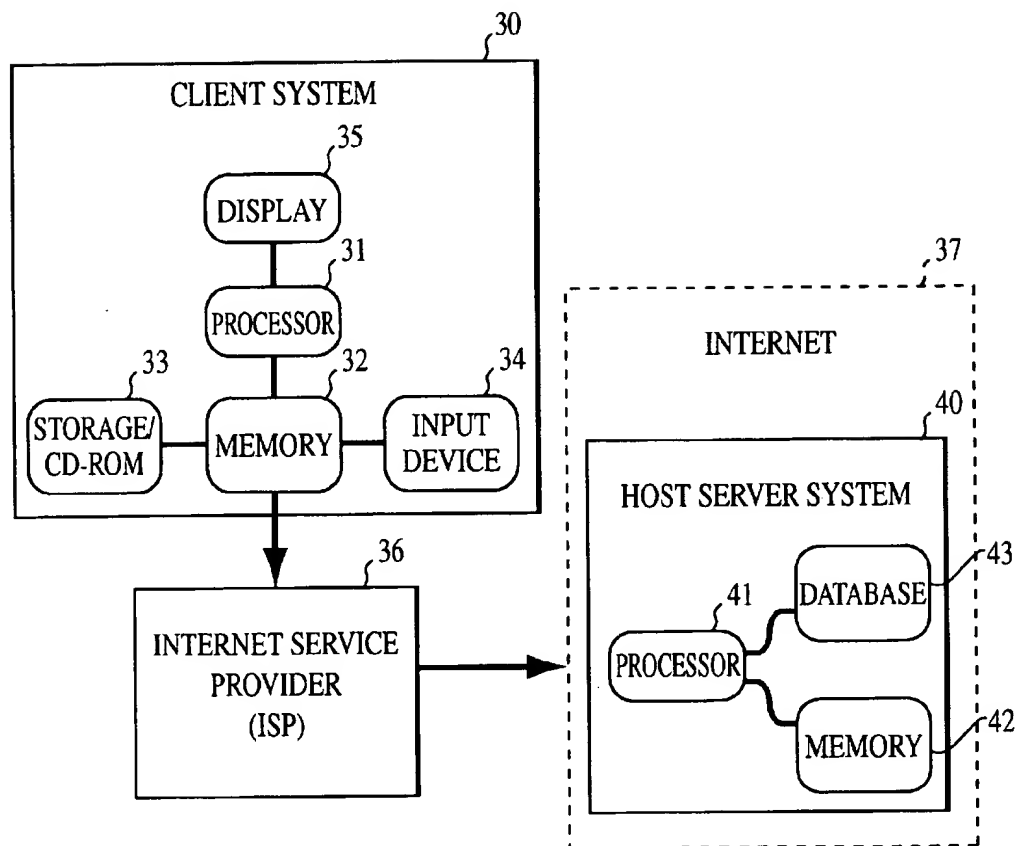 30
CLIENT SYSTEM
35
DISPLAY
31
PROCESSOR
33
STORAGE/
CD-ROM
32
MEMORY
34
INPUT
DEVICE
36
INTERNET SERVICE
PROVIDER
(ISP)
37
INTERNET
40
HOST SERVER SYSTEM
41
PROCESSOR
43
DATABASE
42
MEMORY